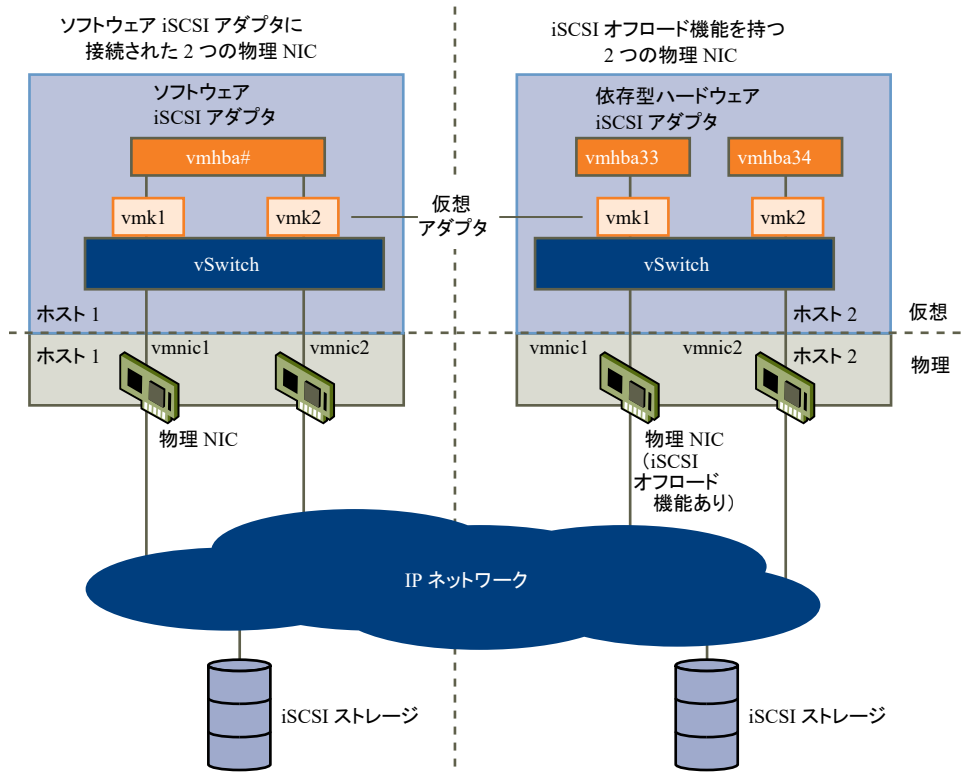 ソフトウェア iSCSI アダプタに
接続された 2 つの物理 NIC
iSCSI オフロード機能を持つ
2 つの物理 NIC
ソフトウェア
iSCSI アダプタ
vmhba#
vmk1
vmk2
vSwitch
ホスト 1
仮想
アダプタ
依存型ハードウェア
iSCSI アダプタ
vmhba33
vmhba34
vmk1
vmk2
vSwitch
ホスト 2
仮想
ホスト 1
vmnic1
vmnic2
物理 NIC
vmnic1
vmnic2
ホスト 2
物理
物理 NIC
（iSCSI
オフロード
機能あり）
IP ネットワーク
iSCSI ストレージ
iSCSI ストレージ